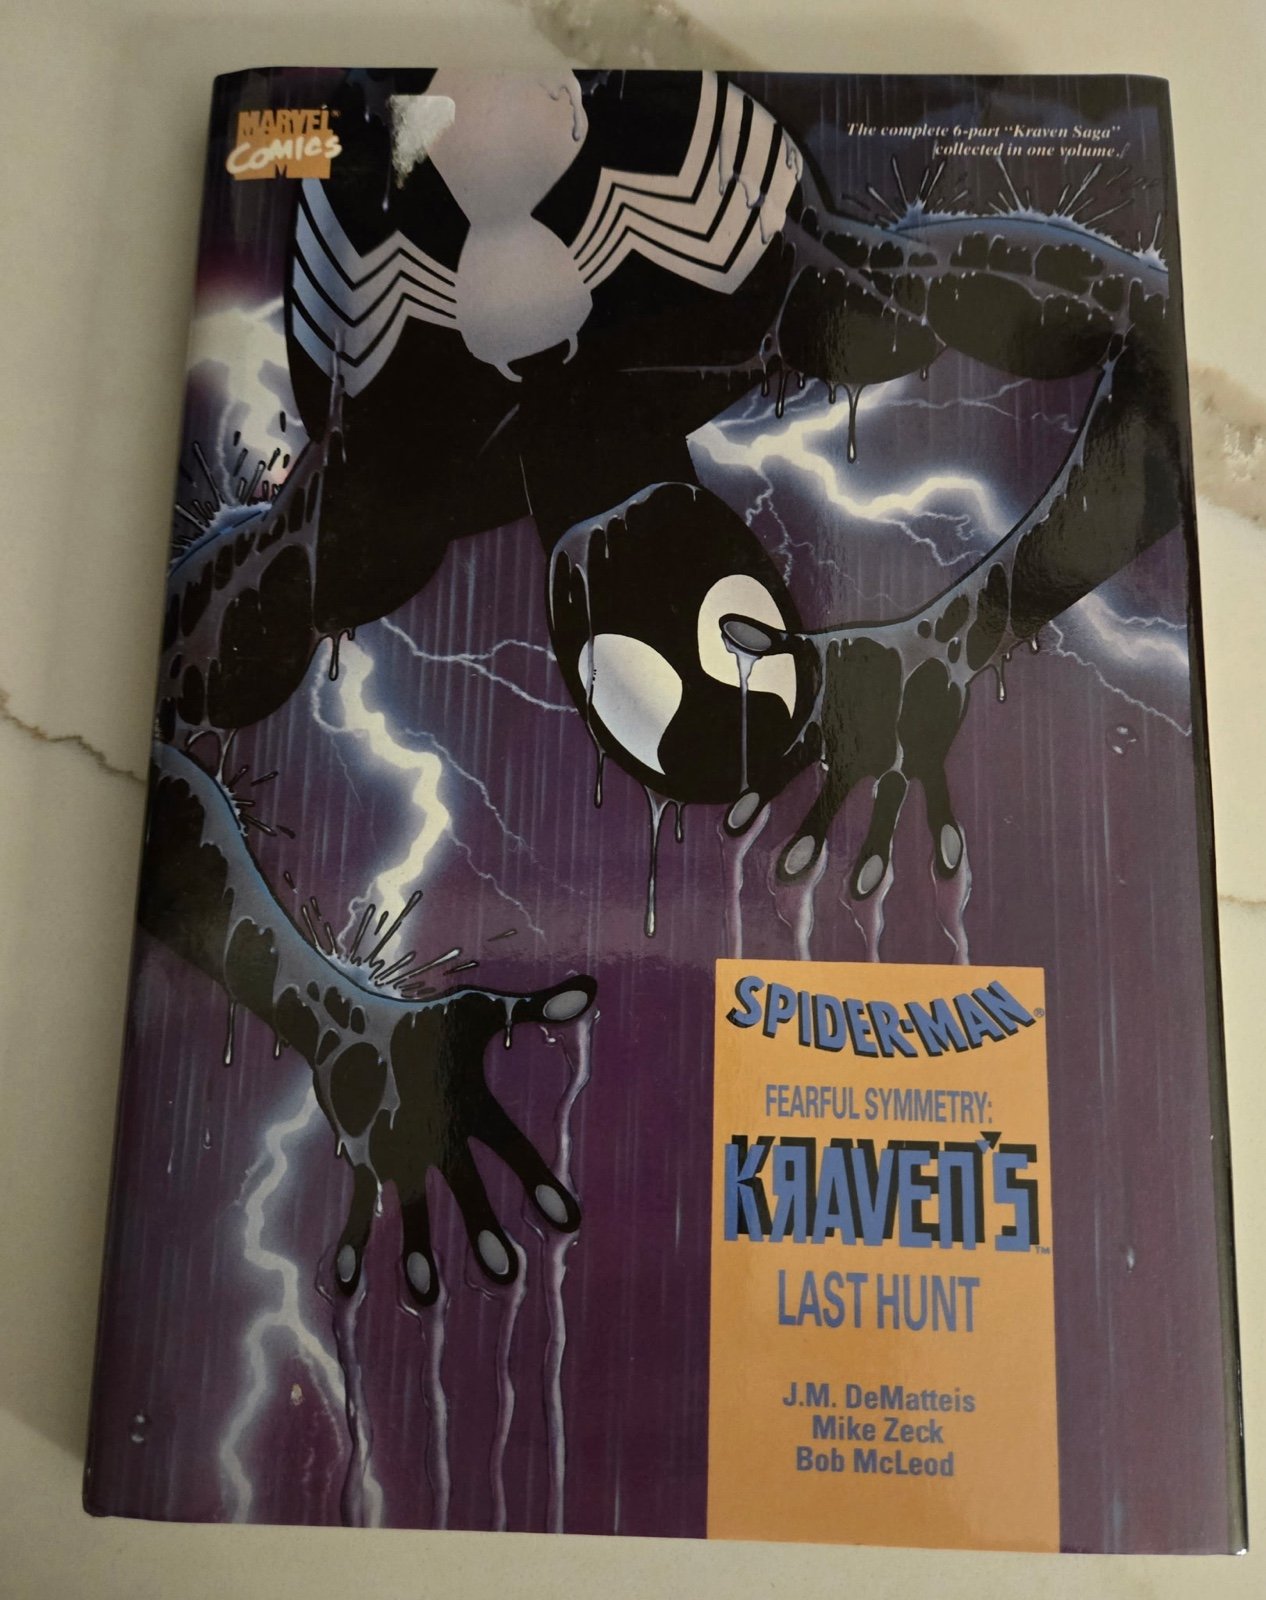 MARVEL
COMICS
The complete 6-part "Kraven Saga"
collected in one volume.
SPIDER-MAN®
FEARFUL SYMMETRY:
KRAVEN'S™
LAST HUNT
J.M. DeMatteis
Mike Zeck
Bob McLeod